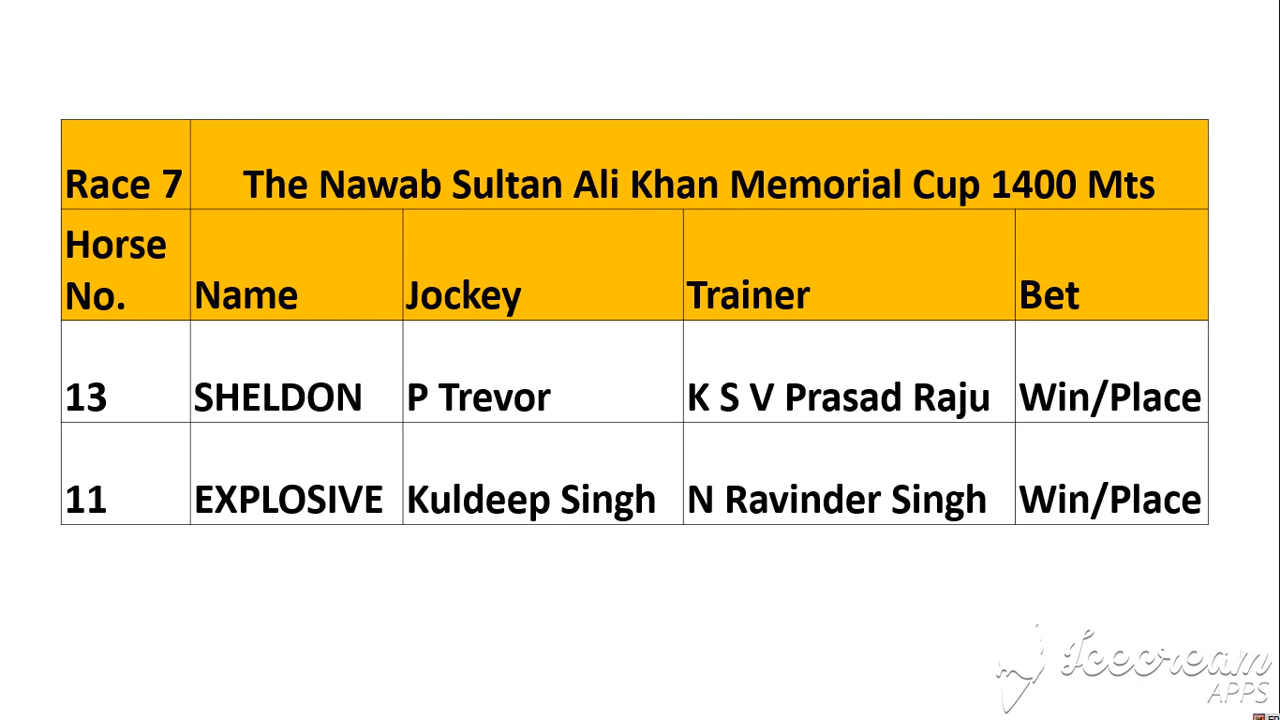 Race 7 The Nawab Sultan Ali Khan Memorial Cup 1400 Mts
Horse No. Name Jockey Trainer Bet
13 SHELDON P Trevor K S V Prasad Raju Win/Place
11 EXPLOSIVE Kuldeep Singh N Ravinder Singh Win/Place
Icecream
APPS